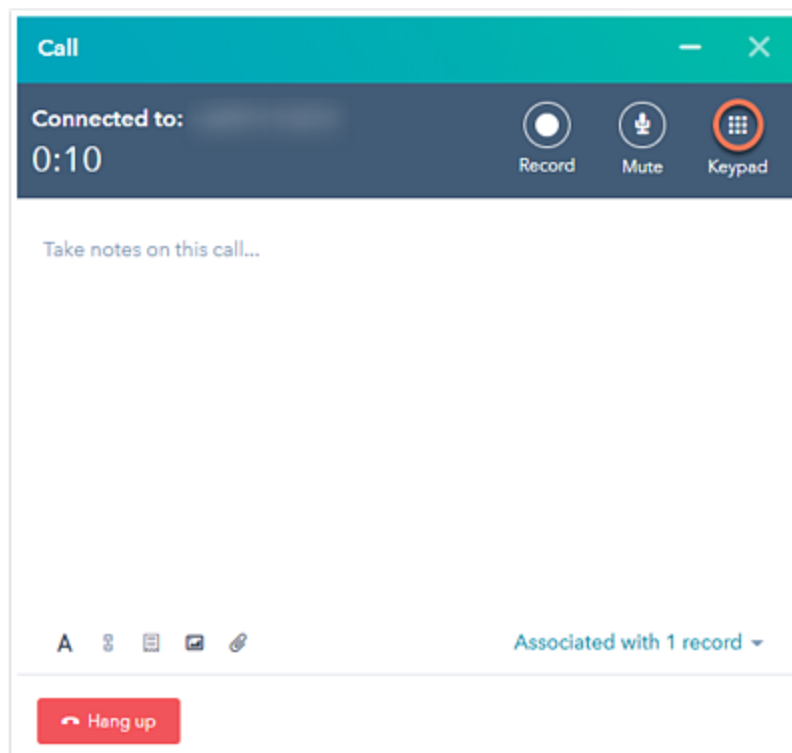 Call
Connected to:
0:10
Record Mute Keypad
Take notes on this call...
A
Associated with 1 record
Hang up